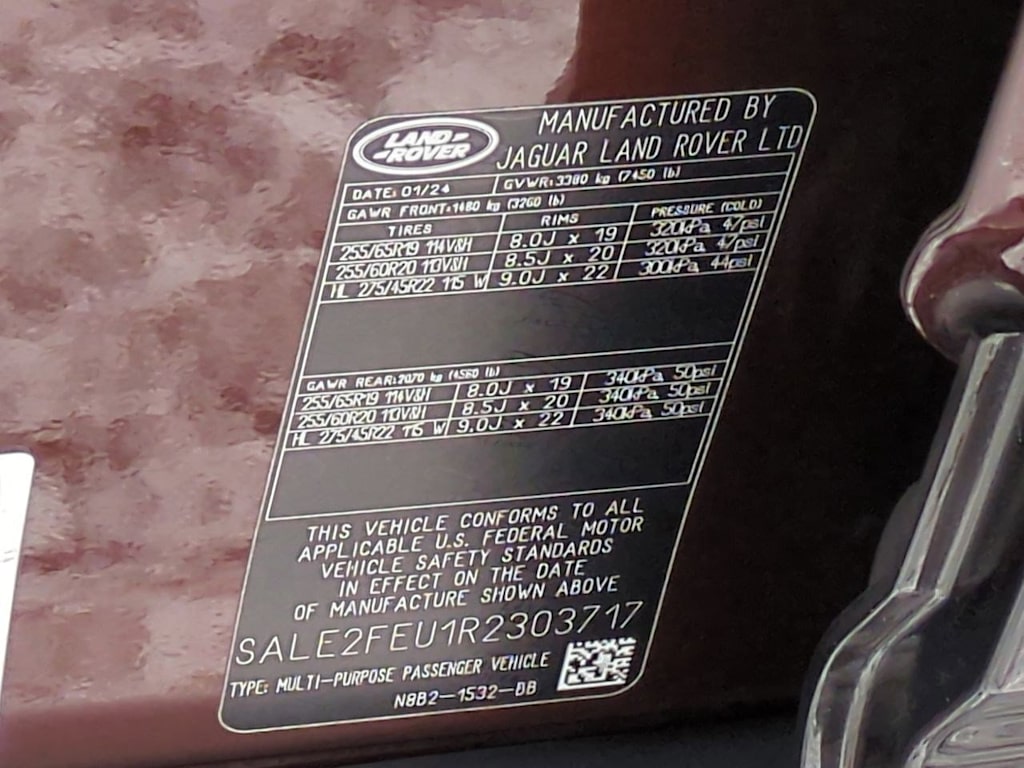 LAND ROVER
MANUFACTURED BY
JAGUAR LAND ROVER LTD
DATE: 01/24 GVWR: 3380 kg (7450 lb)
GAWR FRONT: 1480 kg (3260 lb)
TIRES RIMS PRESSURE (COLD)
255/65R19 114V&H 8.0J x 19 320kPa 47psi
255/60R20 113V&H 8.5J x 20 320kPa 47psi
HL 275/45R22 115 W 9.0J x 22 300kPa 44psi
GAWR REAR: 2070 kg (4560 lb)
255/65R19 114V&H 8.0J x 19 340kPa 50psi
255/60R20 113V&H 8.5J x 20 340kPa 50psi
HL 275/45R22 115 W 9.0J x 22 340kPa 50psi
THIS VEHICLE CONFORMS TO ALL
APPLICABLE U.S. FEDERAL MOTOR
VEHICLE SAFETY STANDARDS
IN EFFECT ON THE DATE
OF MANUFACTURE SHOWN ABOVE
SALE2FEU1R2303717
TYPE: MULTI-PURPOSE PASSENGER VEHICLE
N8B2-1532-BB